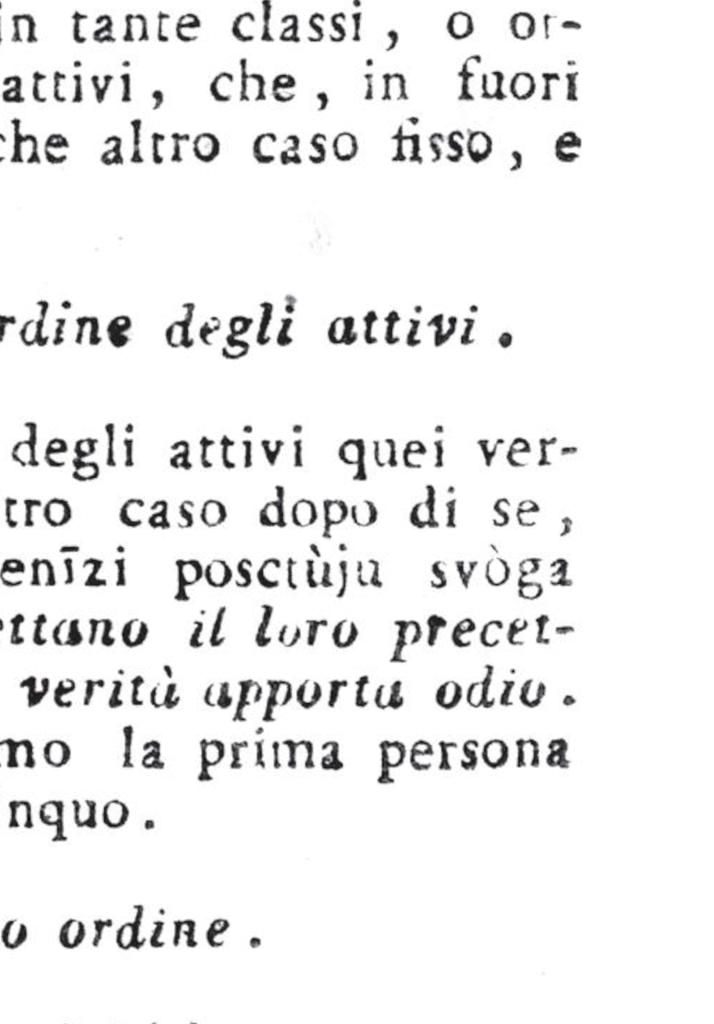 in tante classi, o or-
attivi, che, in fuori
che altro caso fisso, e
rdine degli attivi.
degli attivi quei ver-
tro caso dopo di se,
enīzi posctùju svòga
ettano il loro precet-
verità apporta odio.
mo la prima persona
nquo.
o ordine.